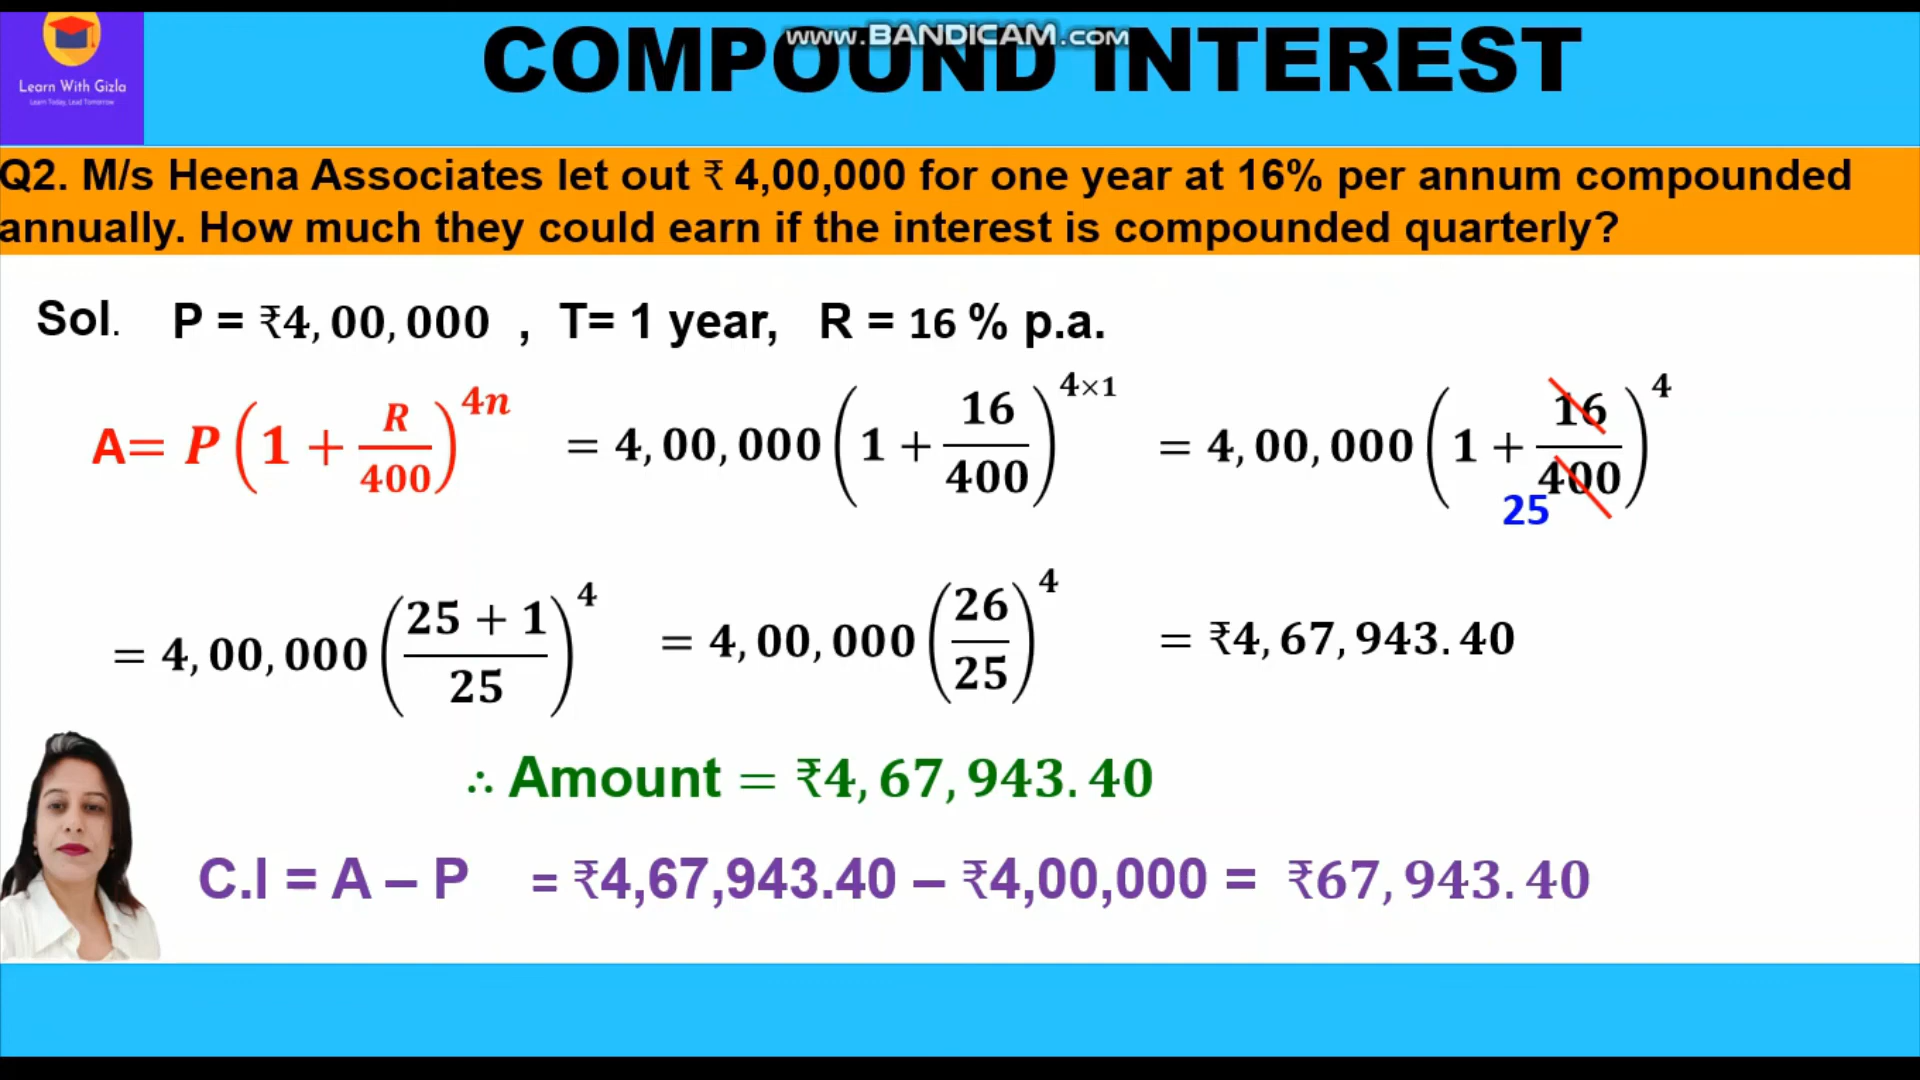 www.BANDICAM.com
COMPOUND INTEREST
Learn With Gizla
Learn Today, Lead Tomorrow
Q2. M/s Heena Associates let out ₹ 4,00,000 for one year at 16% per annum compounded
annually. How much they could earn if the interest is compounded quarterly?
Sol. P = ₹4,00,000 , T= 1 year, R = 16 % p.a.
A= P(1 + R/400)^4n = 4,00,000(1 + 16/400)^4×1 = 4,00,000(1 + 16/400)^4
25
= 4,00,000((25 + 1)/25)^4 = 4,00,000(26/25)^4 = ₹4,67,943.40
∴ Amount = ₹4,67,943.40
C.I = A – P = ₹4,67,943.40 – ₹4,00,000 = ₹67,943.40